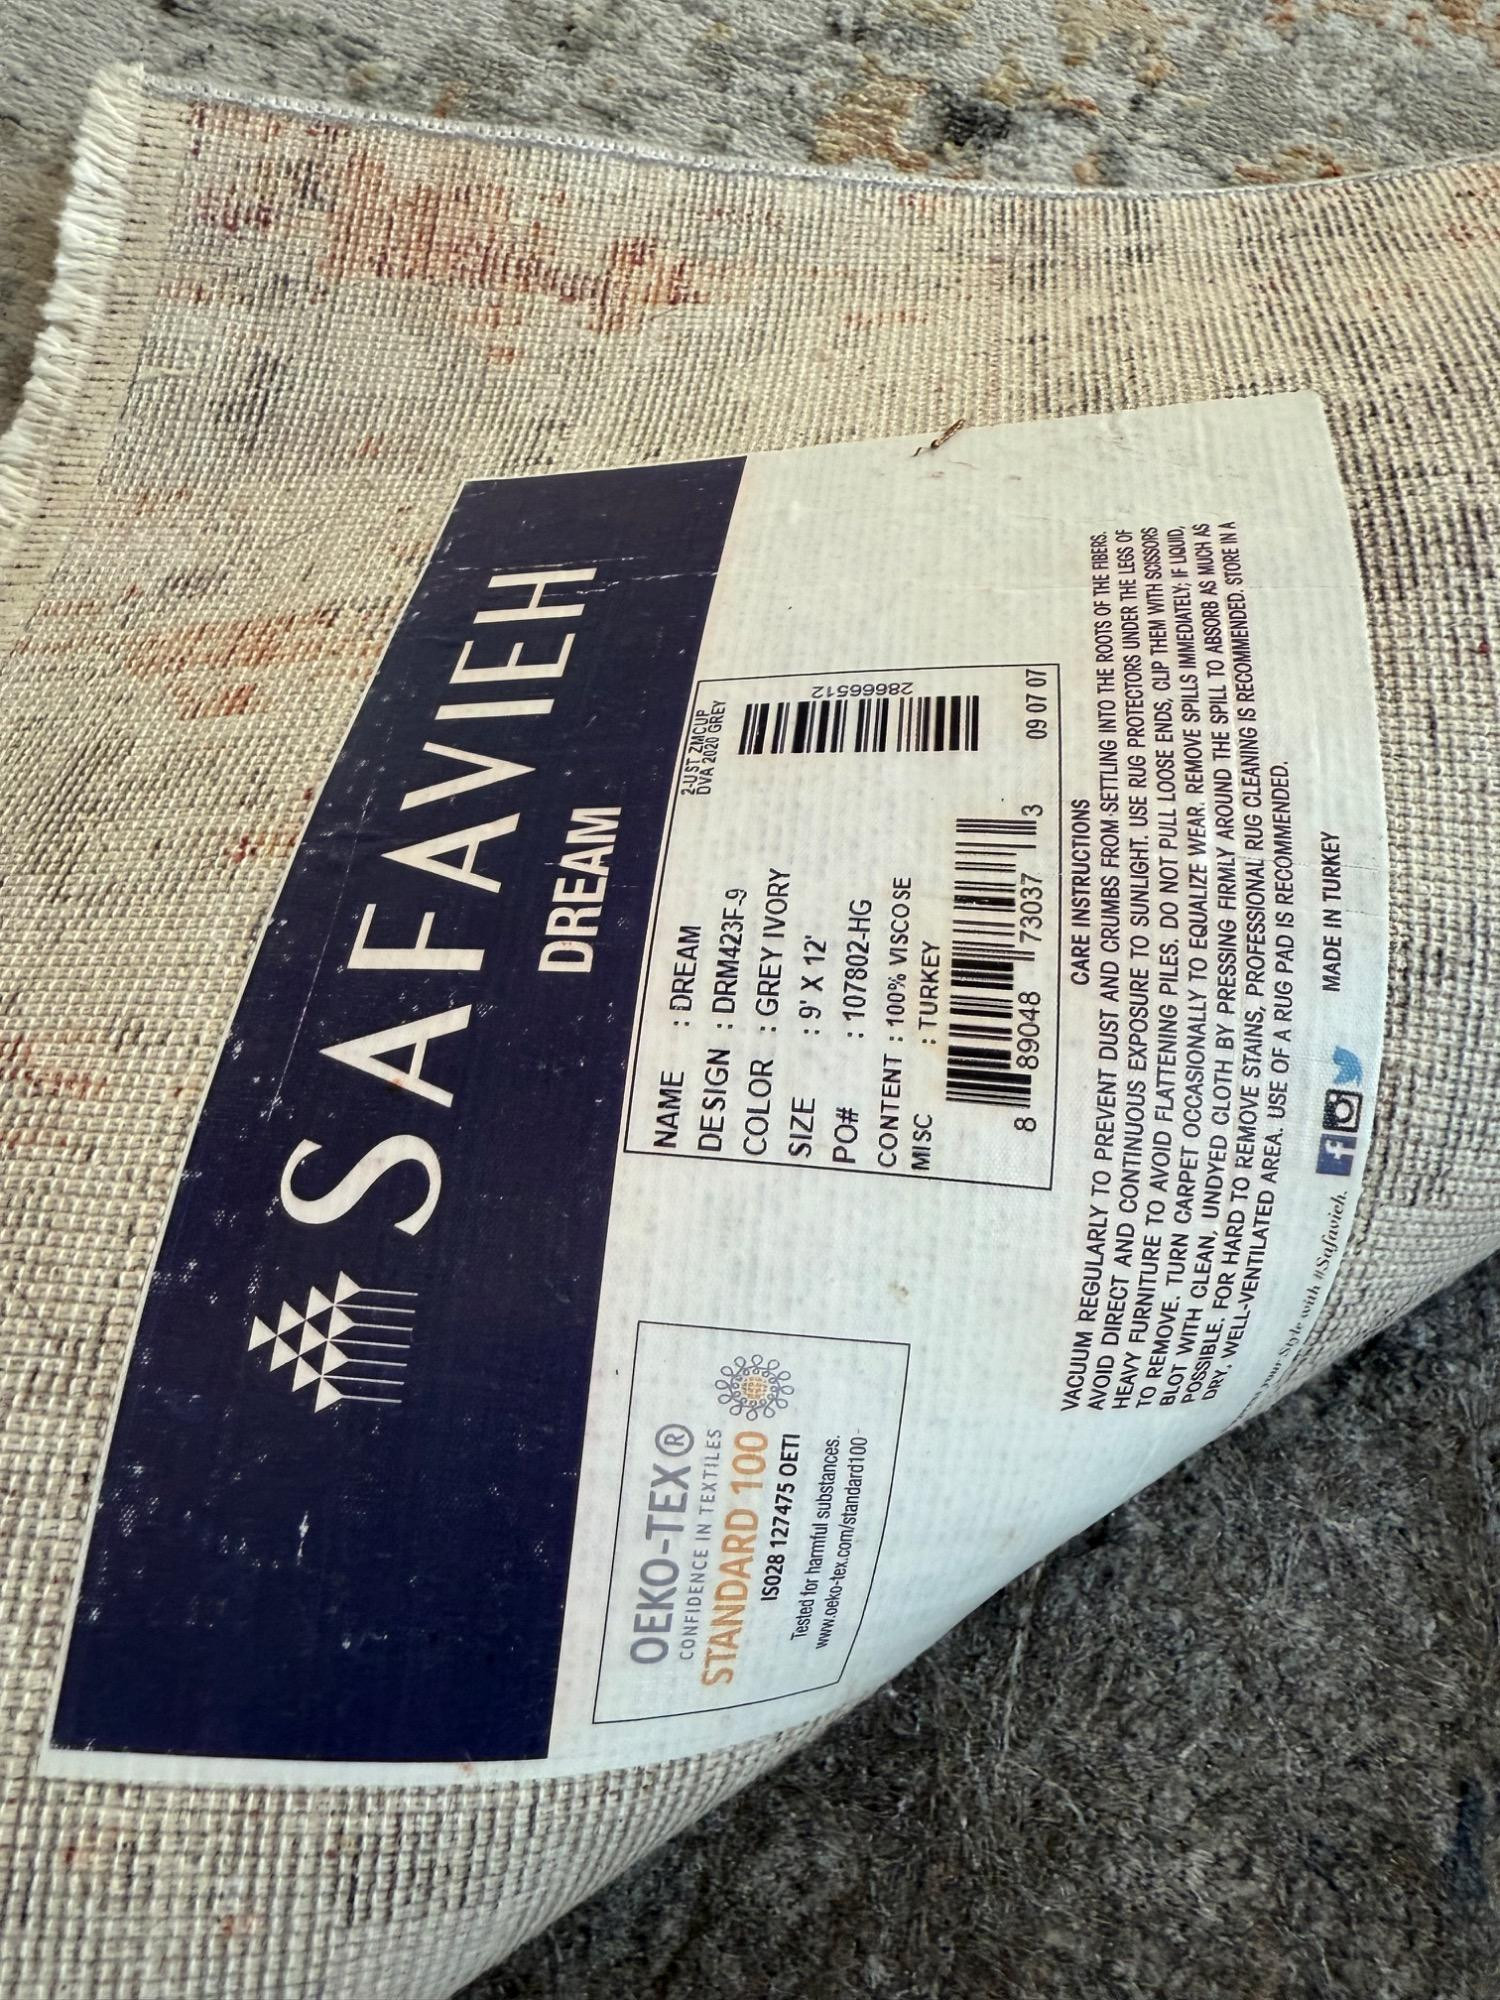 SAFAVIEH
DREAM
OEKO-TEX®
CONFIDENCE IN TEXTILES
STANDARD 100
IS028 127475 OETI
Tested for harmful substances.
www.oeko-tex.com/standard100
2-UST ZMCUP
DVA 2020 GREY
NAME : DREAM
DESIGN : DRM423F-9
COLOR : GREY IVORY
SIZE : 9' X 12'
PO# : 107802-HG
CONTENT : 100% VISCOSE
MISC : TURKEY
28666512
8 89048 73037 3
09 07 07
CARE INSTRUCTIONS
VACUUM REGULARLY TO PREVENT DUST AND CRUMBS FROM SETTLING INTO THE ROOTS OF THE FIBERS.
AVOID DIRECT AND CONTINUOUS EXPOSURE TO SUNLIGHT. USE RUG PROTECTORS UNDER THE LEGS OF
HEAVY FURNITURE TO AVOID FLATTENING PILES. DO NOT PULL LOOSE ENDS, CLIP THEM WITH SCISSORS
TO REMOVE. TURN CARPET OCCASIONALLY TO EQUALIZE WEAR. REMOVE SPILLS IMMEDIATELY; IF LIQUID,
BLOT WITH CLEAN, UNDYED CLOTH BY PRESSING FIRMLY AROUND THE SPILL TO ABSORB AS MUCH AS
POSSIBLE. FOR HARD TO REMOVE STAINS, PROFESSIONAL RUG CLEANING IS RECOMMENDED. STORE IN A
DRY, WELL-VENTILATED AREA. USE OF A RUG PAD IS RECOMMENDED.
your Style with #Safavieh.
MADE IN TURKEY